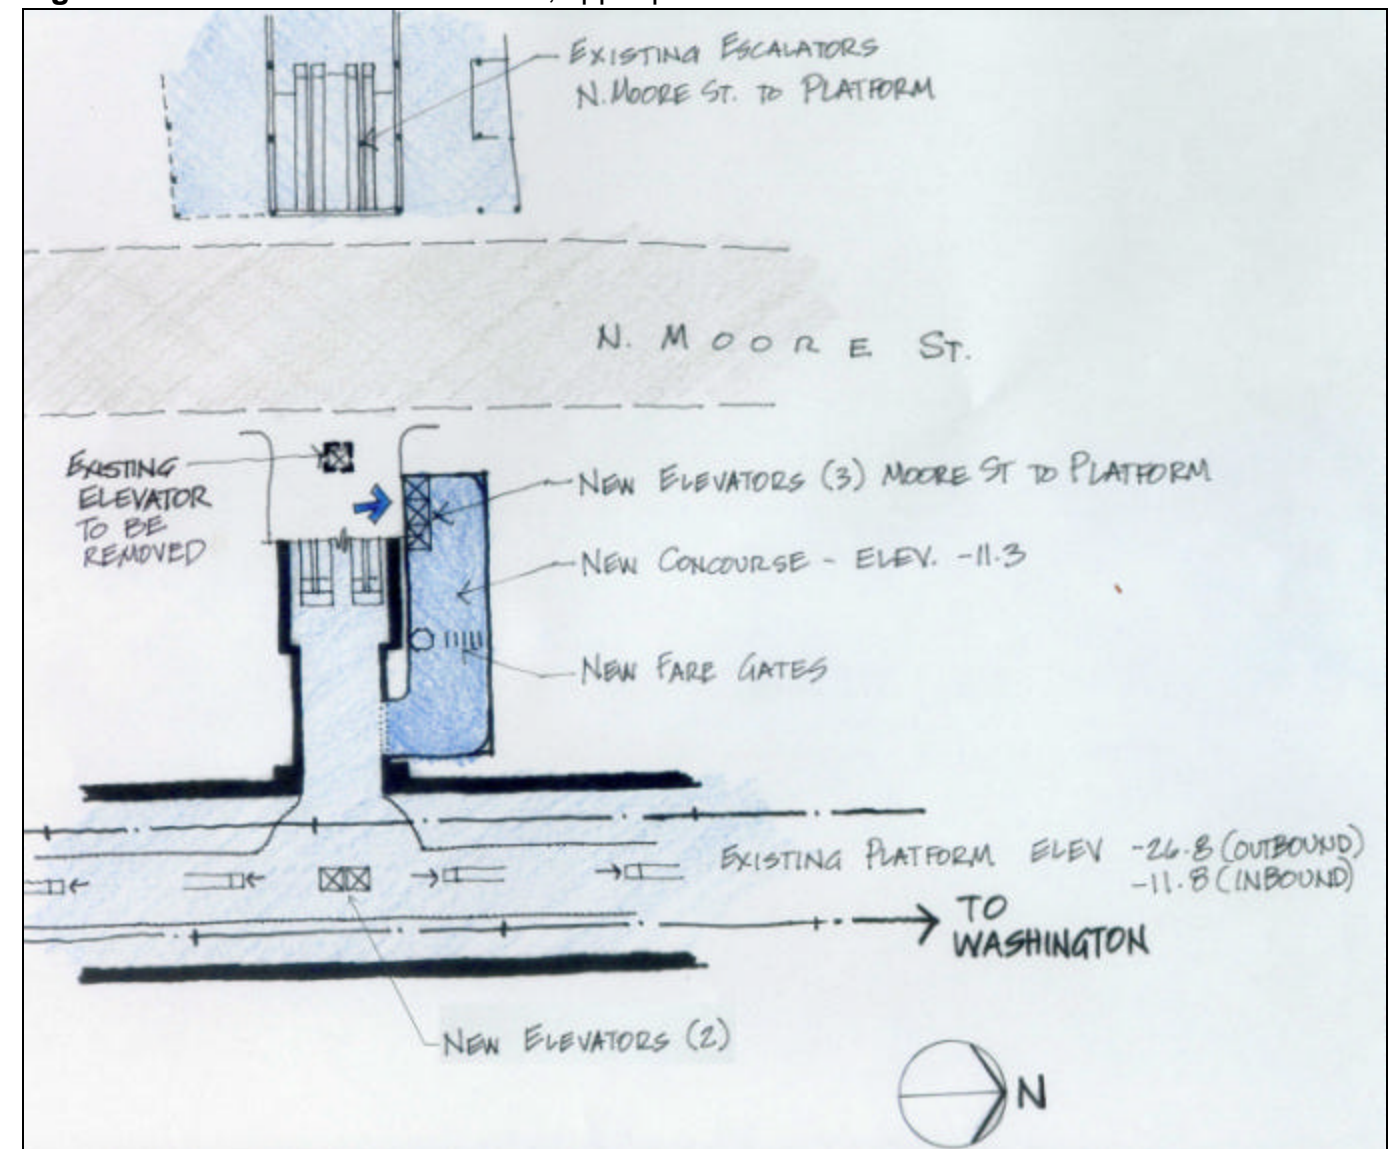 EXISTING ESCALATORS
N. MOORE ST. TO PLATFORM
N. MOORE ST.
EXISTING
ELEVATOR
TO BE
REMOVED
NEW ELEVATORS (3) MOORE ST TO PLATFORM
NEW CONCOURSE - ELEV. -11.3
NEW FARE GATES
EXISTING PLATFORM ELEV -26.8 (OUTBOUND)
-11.8 (INBOUND)
TO
WASHINGTON
NEW ELEVATORS (2)
N